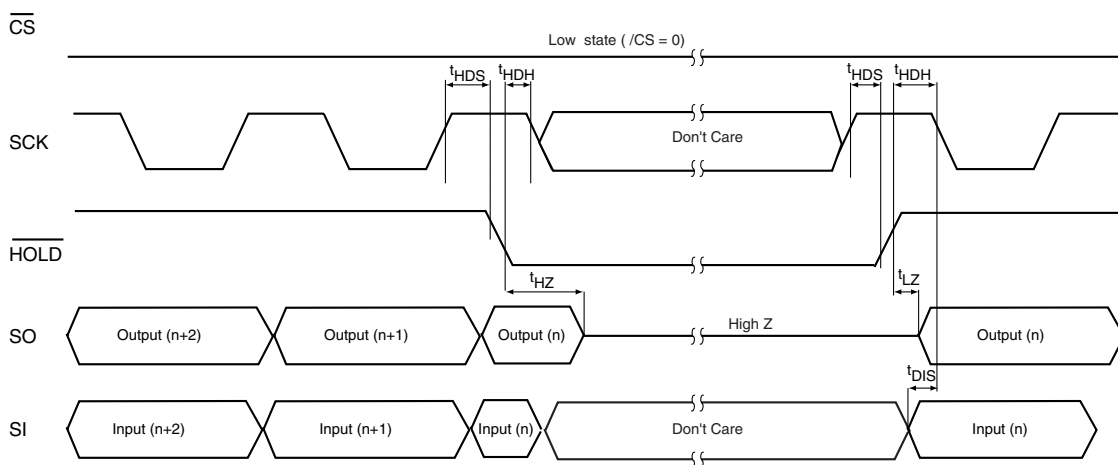 CS
Low state ( /CS = 0)
tHDS tHDH tHDS tHDH
SCK
Don't Care
HOLD
tHZ tLZ
SO
Output (n+2) Output (n+1) Output (n) High Z Output (n)
tDIS
SI
Input (n+2) Input (n+1) Input (n) Don't Care Input (n)